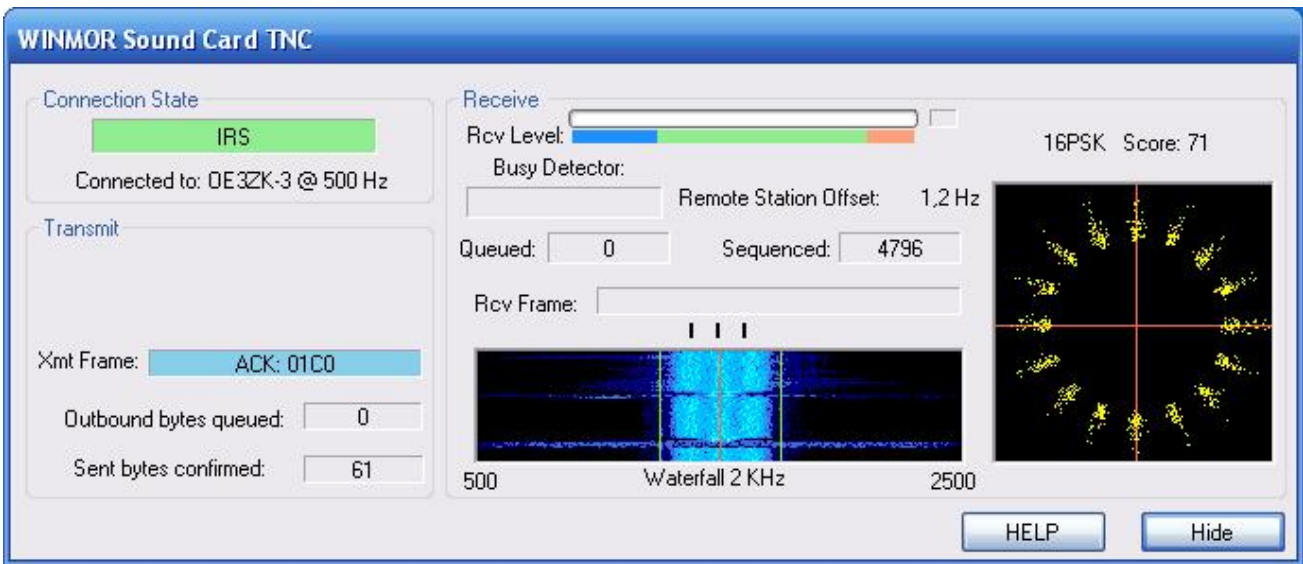 WINMOR Sound Card TNC
Connection State
IRS
Connected to: OE3ZK-3 @ 500 Hz
Transmit
Xmt Frame: ACK: 01C0
Outbound bytes queued: 0
Sent bytes confirmed: 61
Receive
Rcv Level:
Busy Detector:
Remote Station Offset: 1,2 Hz
Queued: 0 Sequenced: 4796
Rcv Frame:
500 Waterfall 2 KHz 2500
16PSK Score: 71
HELP Hide